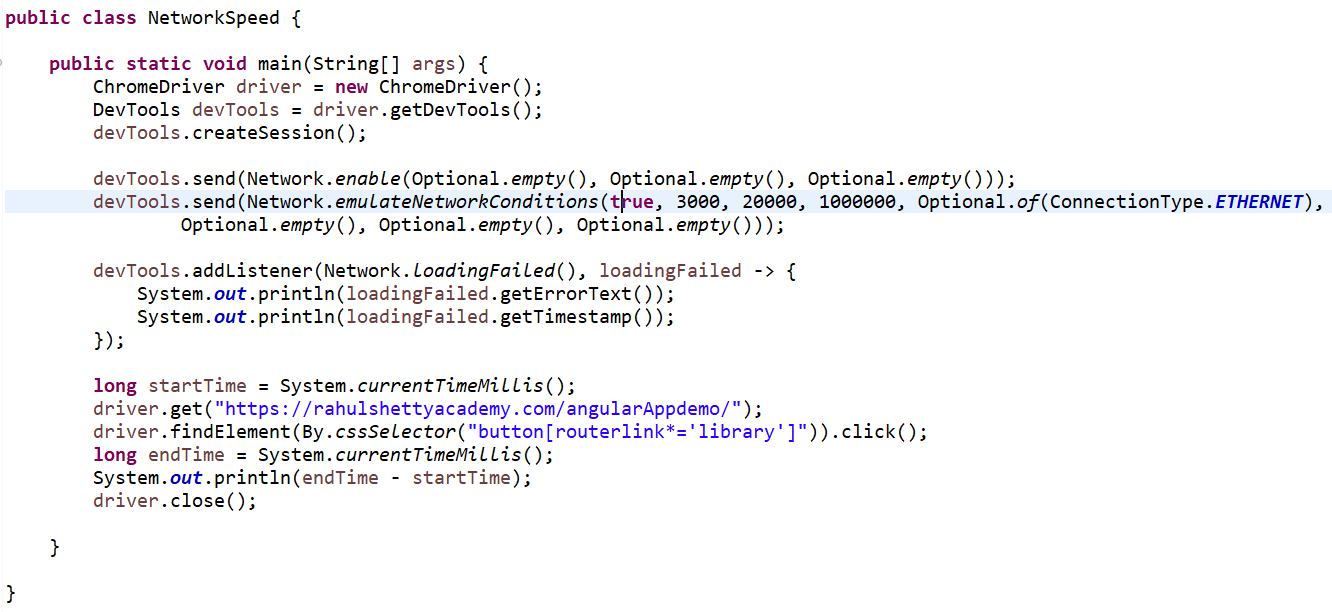 public class NetworkSpeed {
public static void main(String[] args) {
ChromeDriver driver = new ChromeDriver();
DevTools devTools = driver.getDevTools();
devTools.createSession();
devTools.send(Network.enable(Optional.empty(), Optional.empty(), Optional.empty()));
devTools.send(Network.emulateNetworkConditions(true, 3000, 20000, 1000000, Optional.of(ConnectionType.ETHERNET),
Optional.empty(), Optional.empty(), Optional.empty()));
devTools.addListener(Network.loadingFailed(), loadingFailed -> {
System.out.println(loadingFailed.getErrorText());
System.out.println(loadingFailed.getTimestamp());
});
long startTime = System.currentTimeMillis();
driver.get("https://rahulshettyacademy.com/angularAppdemo/");
driver.findElement(By.cssSelector("button[routerlink*='library']")).click();
long endTime = System.currentTimeMillis();
System.out.println(endTime - startTime);
driver.close();
}
}